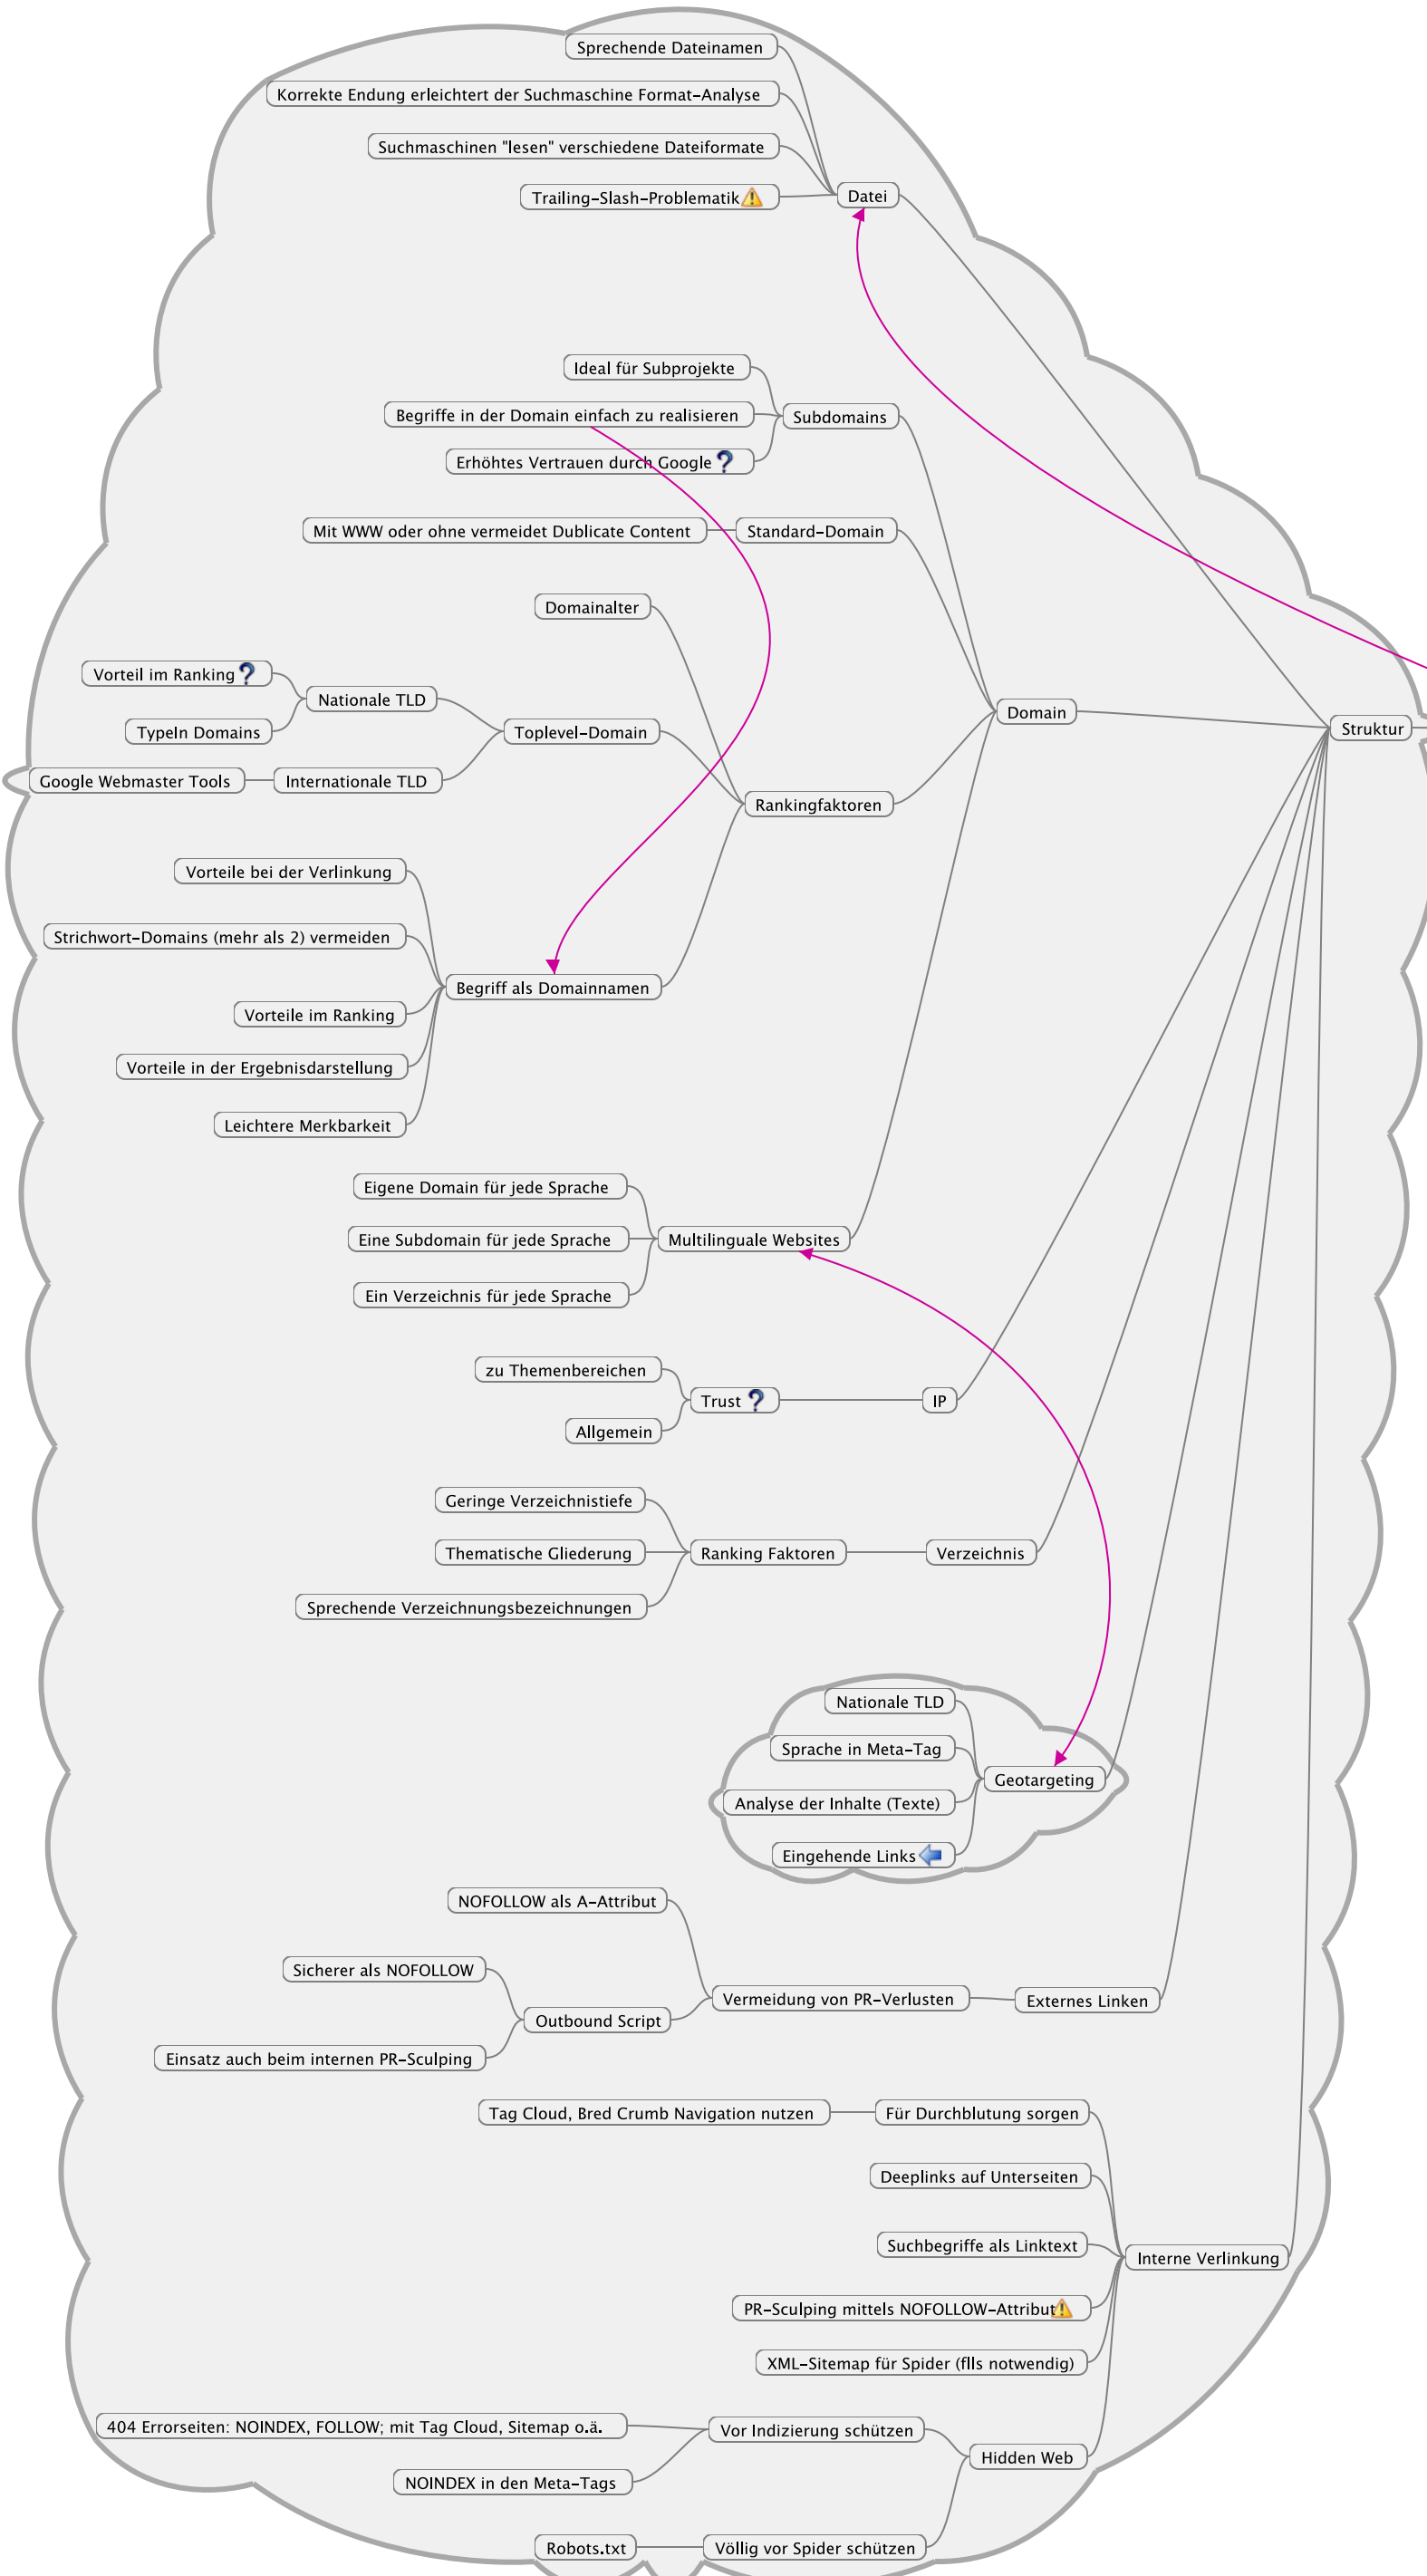 Sprechende Dateinamen
Korrekte Endung erleichtert der Suchmaschine Format-Analyse
Suchmaschinen "lesen" verschiedene Dateiformate
Trailing-Slash-Problematik
Datei
Ideal für Subprojekte
Begriffe in der Domain einfach zu realisieren
Erhöhtes Vertrauen durch Google
Subdomains
Mit WWW oder ohne vermeidet Dublicate Content
Standard-Domain
Domainalter
Vorteil im Ranking
TypeIn Domains
Nationale TLD
Google Webmaster Tools
Internationale TLD
Toplevel-Domain
Rankingfaktoren
Domain
Struktur
Vorteile bei der Verlinkung
Strichwort-Domains (mehr als 2) vermeiden
Vorteile im Ranking
Vorteile in der Ergebnisdarstellung
Leichtere Merkbarkeit
Begriff als Domainnamen
Eigene Domain für jede Sprache
Eine Subdomain für jede Sprache
Ein Verzeichnis für jede Sprache
Multilinguale Websites
zu Themenbereichen
Allgemein
Trust
IP
Geringe Verzeichnistiefe
Thematische Gliederung
Sprechende Verzeichnungsbezeichnungen
Ranking Faktoren
Verzeichnis
Nationale TLD
Sprache in Meta-Tag
Analyse der Inhalte (Texte)
Eingehende Links
Geotargeting
NOFOLLOW als A-Attribut
Sicherer als NOFOLLOW
Einsatz auch beim internen PR-Sculping
Outbound Script
Vermeidung von PR-Verlusten
Externes Linken
Tag Cloud, Bred Crumb Navigation nutzen
Für Durchblutung sorgen
Deeplinks auf Unterseiten
Suchbegriffe als Linktext
PR-Sculping mittels NOFOLLOW-Attribut
XML-Sitemap für Spider (flls notwendig)
Interne Verlinkung
404 Errorseiten: NOINDEX, FOLLOW; mit Tag Cloud, Sitemap o.ä.
NOINDEX in den Meta-Tags
Vor Indizierung schützen
Hidden Web
Robots.txt
Völlig vor Spider schützen